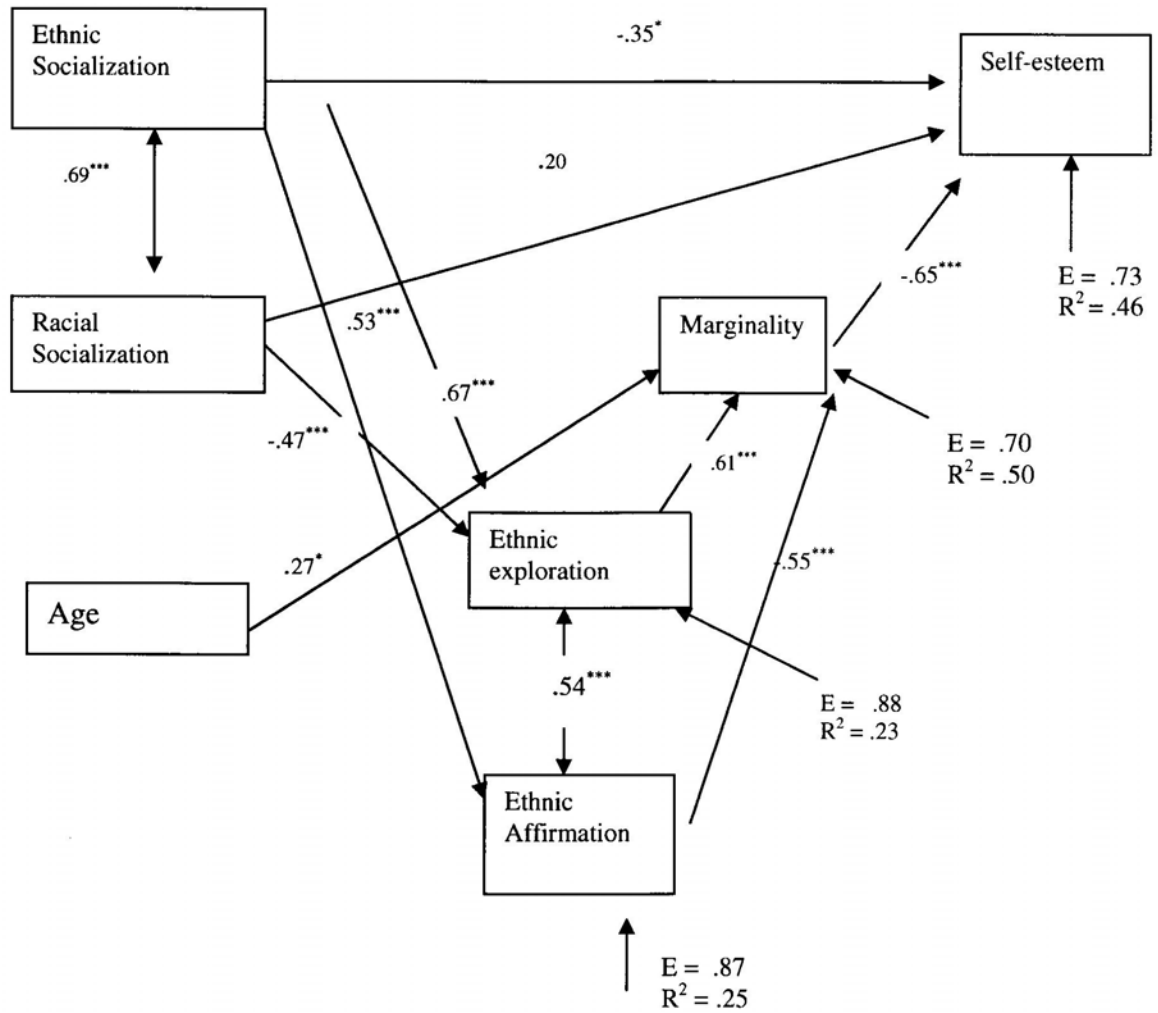 Ethnic
Socialization
-.35*
Self-esteem
.69***
.20
Racial
Socialization
.53***
Marginality
-.65***
E = .73
R² = .46
.67***
-.47***
.61***
E = .70
R² = .50
Ethnic
exploration
.27*
-.55***
Age
.54***
E = .88
R² = .23
Ethnic
Affirmation
E = .87
R² = .25